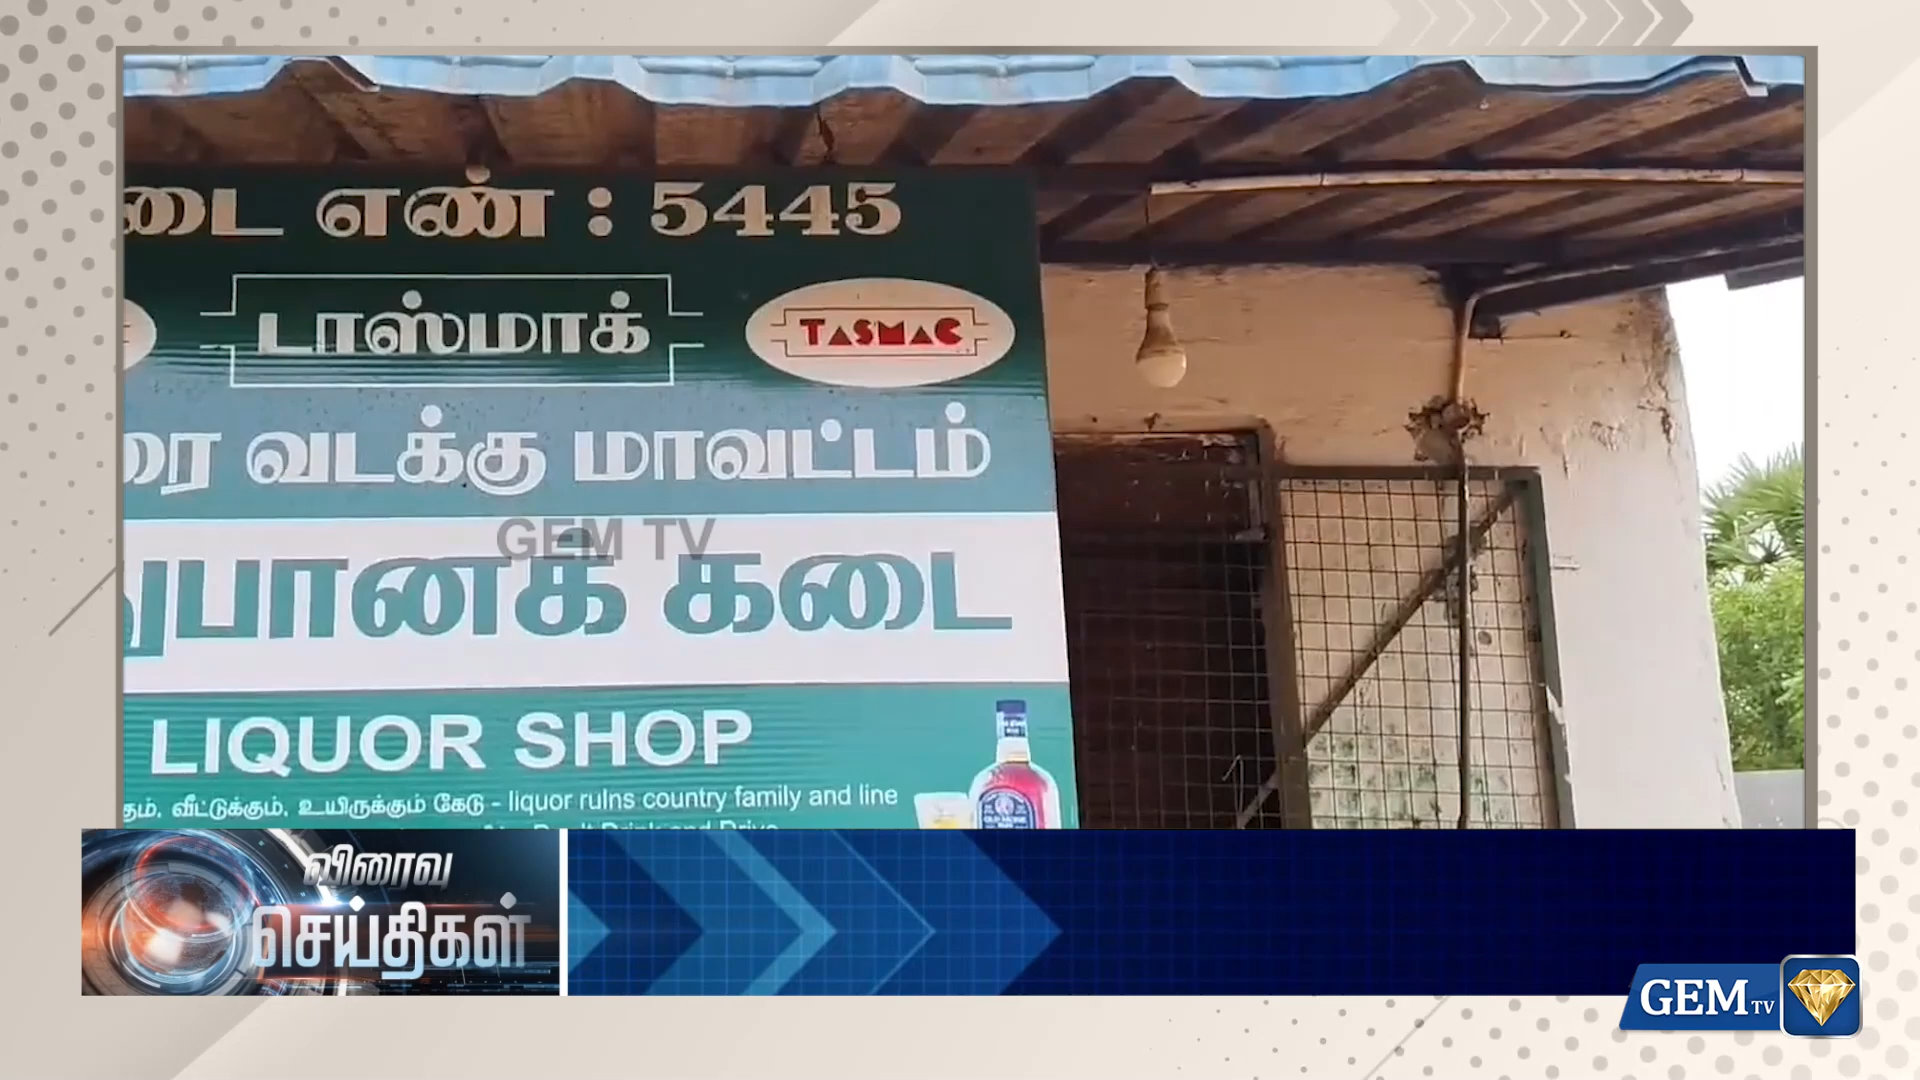 டை எண் : 5445
டாஸ்மாக்
TASMAC
ரை வடக்கு மாவட்டம்
GEM TV
பானக் கடை
LIQUOR SHOP
கும், வீட்டுக்கும், உயிருக்கும் கேடு - liquor ruIns country family and line
விரைவு
செய்திகள்
GEM TV